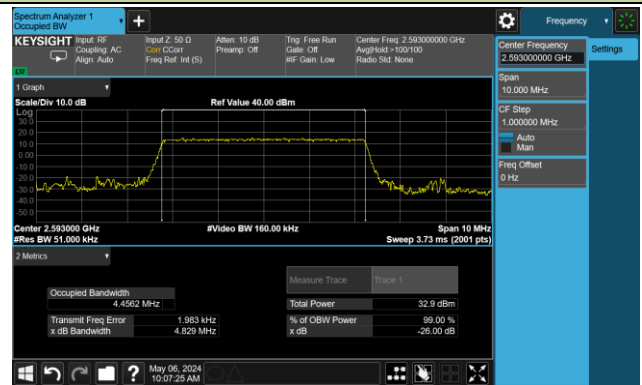 Spectrum Analyzer 1
Occupied BW
Frequency
KEYSIGHT
Input: RF
Coupling: AC
Align: Auto
Input Z: 50 Ω
Corr CCorr
Freq Ref: Int (S)
Atten: 10 dB
Preamp: Off
Trig: Free Run
Gate: Off
#IF Gain: Low
Center Freq: 2.593000000 GHz
Avg|Hold:>100/100
Radio Std: None
Center Frequency
2.593000000 GHz
Settings
Span
10.000 MHz
CF Step
1.000000 MHz
Auto
Man
Freq Offset
0 Hz
1 Graph
Scale/Div 10.0 dB
Ref Value 40.00 dBm
Log
30.0
20.0
10.0
0.00
-10.0
-20.0
-30.0
-40.0
-50.0
Center 2.593000 GHz
#Video BW 160.00 kHz
Span 10 MHz
#Res BW 51.000 kHz
Sweep 3.73 ms (2001 pts)
2 Metrics
Measure Trace
Trace 1
Occupied Bandwidth
4.4562 MHz
Total Power
32.9 dBm
Transmit Freq Error
1.983 kHz
% of OBW Power
99.00 %
x dB Bandwidth
4.829 MHz
x dB
-26.00 dB
May 06, 2024
10:07:25 AM